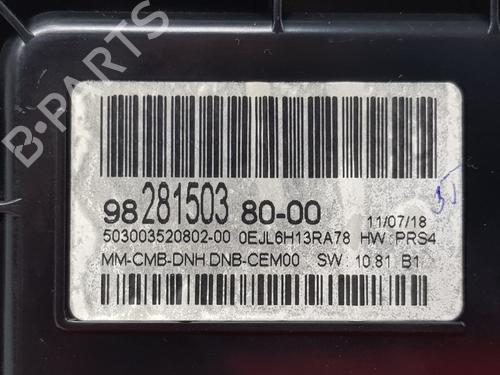 B-PARTS
98 281503 80-00
11/07/18
503003520802-00 0EJL6H13RA78 HW PRS4
MM-CMB-DNH DNB-CEM00 SW 10.81 B1